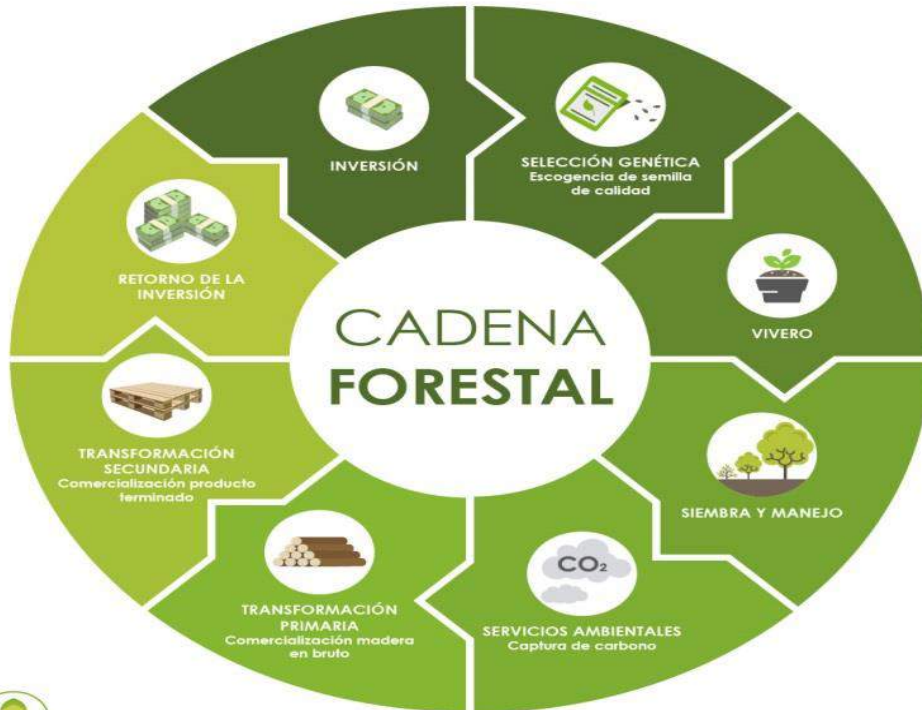 CADENA
FORESTAL
INVERSIÓN
SELECCIÓN GENÉTICA
Escogencia de semilla
de calidad
VIVERO
SIEMBRA Y MANEJO
CO₂
SERVICIOS AMBIENTALES
Captura de carbono
TRANSFORMACIÓN
PRIMARIA
Comercialización madera
en bruto
TRANSFORMACIÓN
SECUNDARIA
Comercialización producto
terminado
RETORNO DE LA
INVERSIÓN